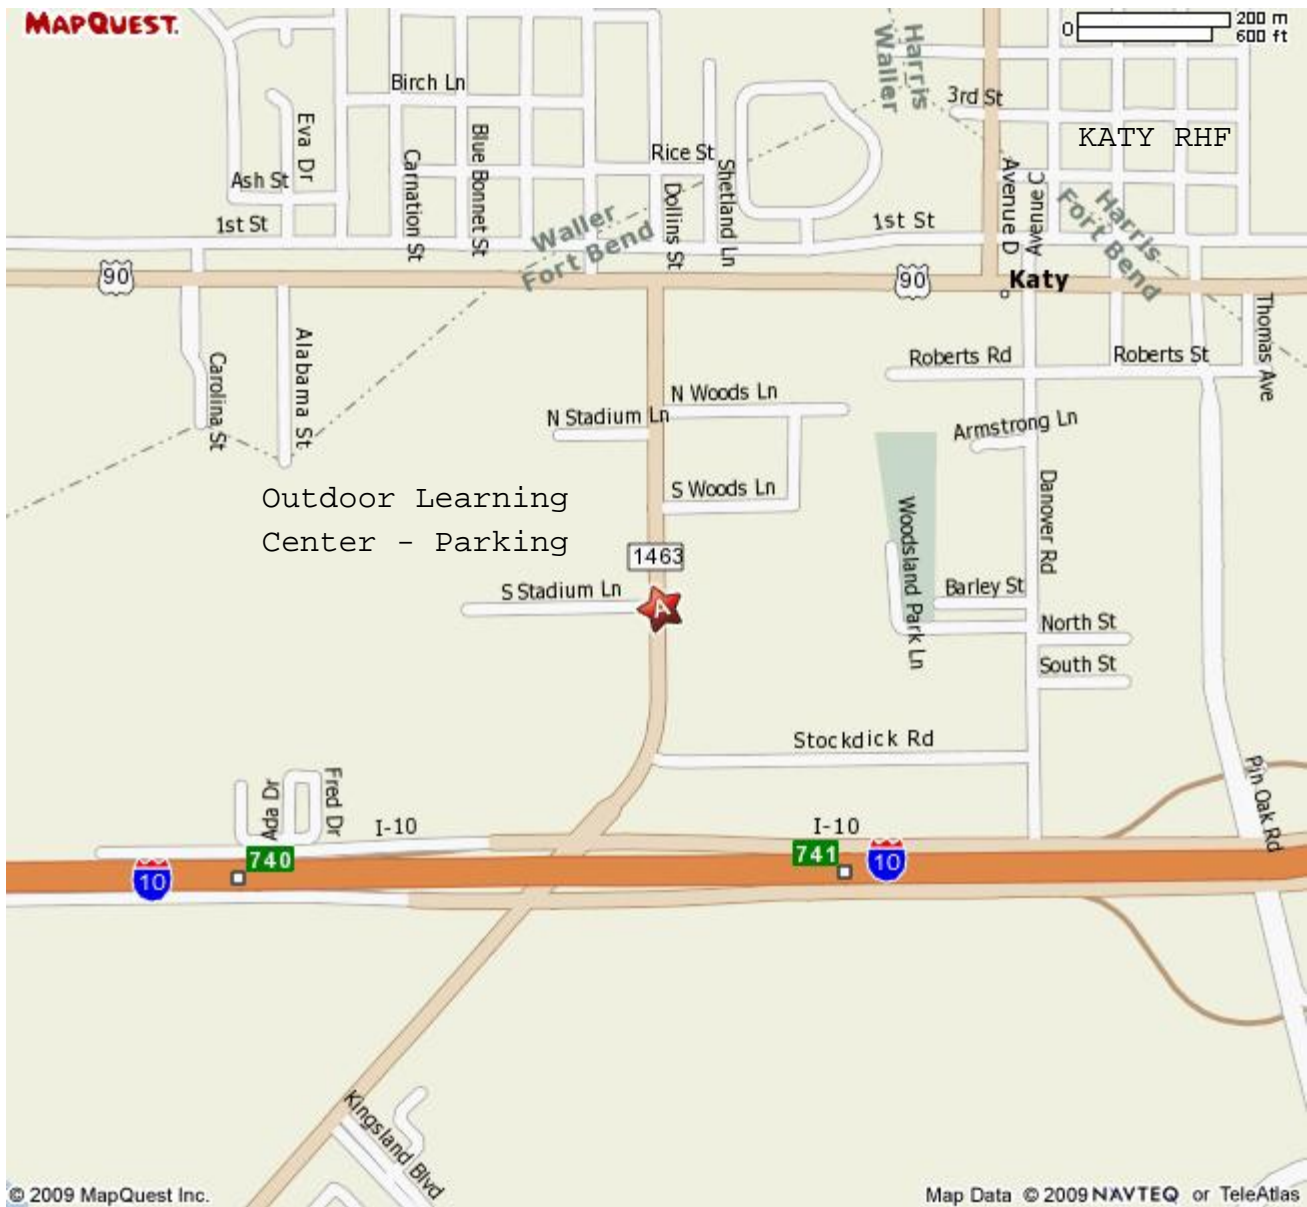 MAPQUEST.
0
200 m
600 ft
Harris
Waller
Birch Ln
3rd St
Eva Dr
Blue Bonnet St
KATY RHF
Carnation St
Rice St
Shetland Ln
Ash St
Dollins St
Avenue D
Avenue C
1st St
1st St
Waller
Fort Bend
Harris
Fort Bend
90
90
Katy
Thomas Ave
Alabama St
Carolina St
Roberts Rd
Roberts St
N Woods Ln
N Stadium Ln
Armstrong Ln
S Woods Ln
Danover Rd
Outdoor Learning
Center - Parking
Woodsland Park Ln
1463
S Stadium Ln
A
Barley St
North St
South St
Stockdick Rd
Pin Oak Rd
Ada Dr
Fred Dr
I-10
I-10
740
741
10
10
Kingsland Blvd
© 2009 MapQuest Inc.
Map Data © 2009 NAVTEQ or TeleAtlas